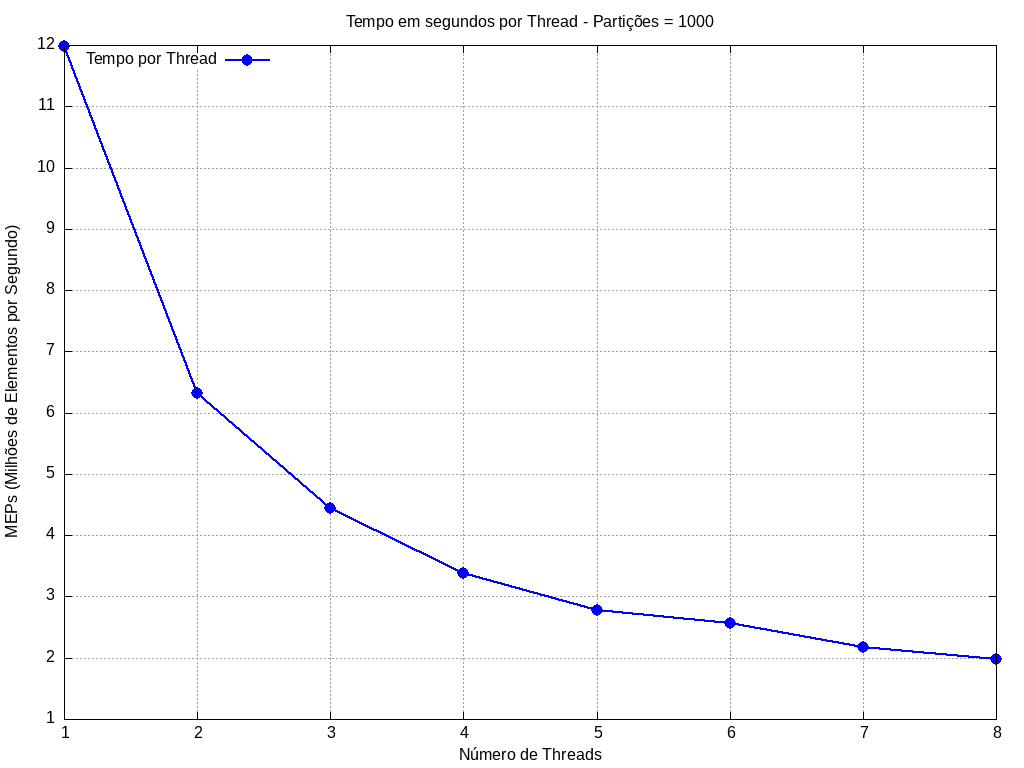 Tempo em segundos por Thread - Partições = 1000
Tempo por Thread
12
11
10
9
8
7
6
5
4
3
2
1
MEPs (Milhões de Elementos por Segundo)
1 2 3 4 5 6 7 8
Número de Threads